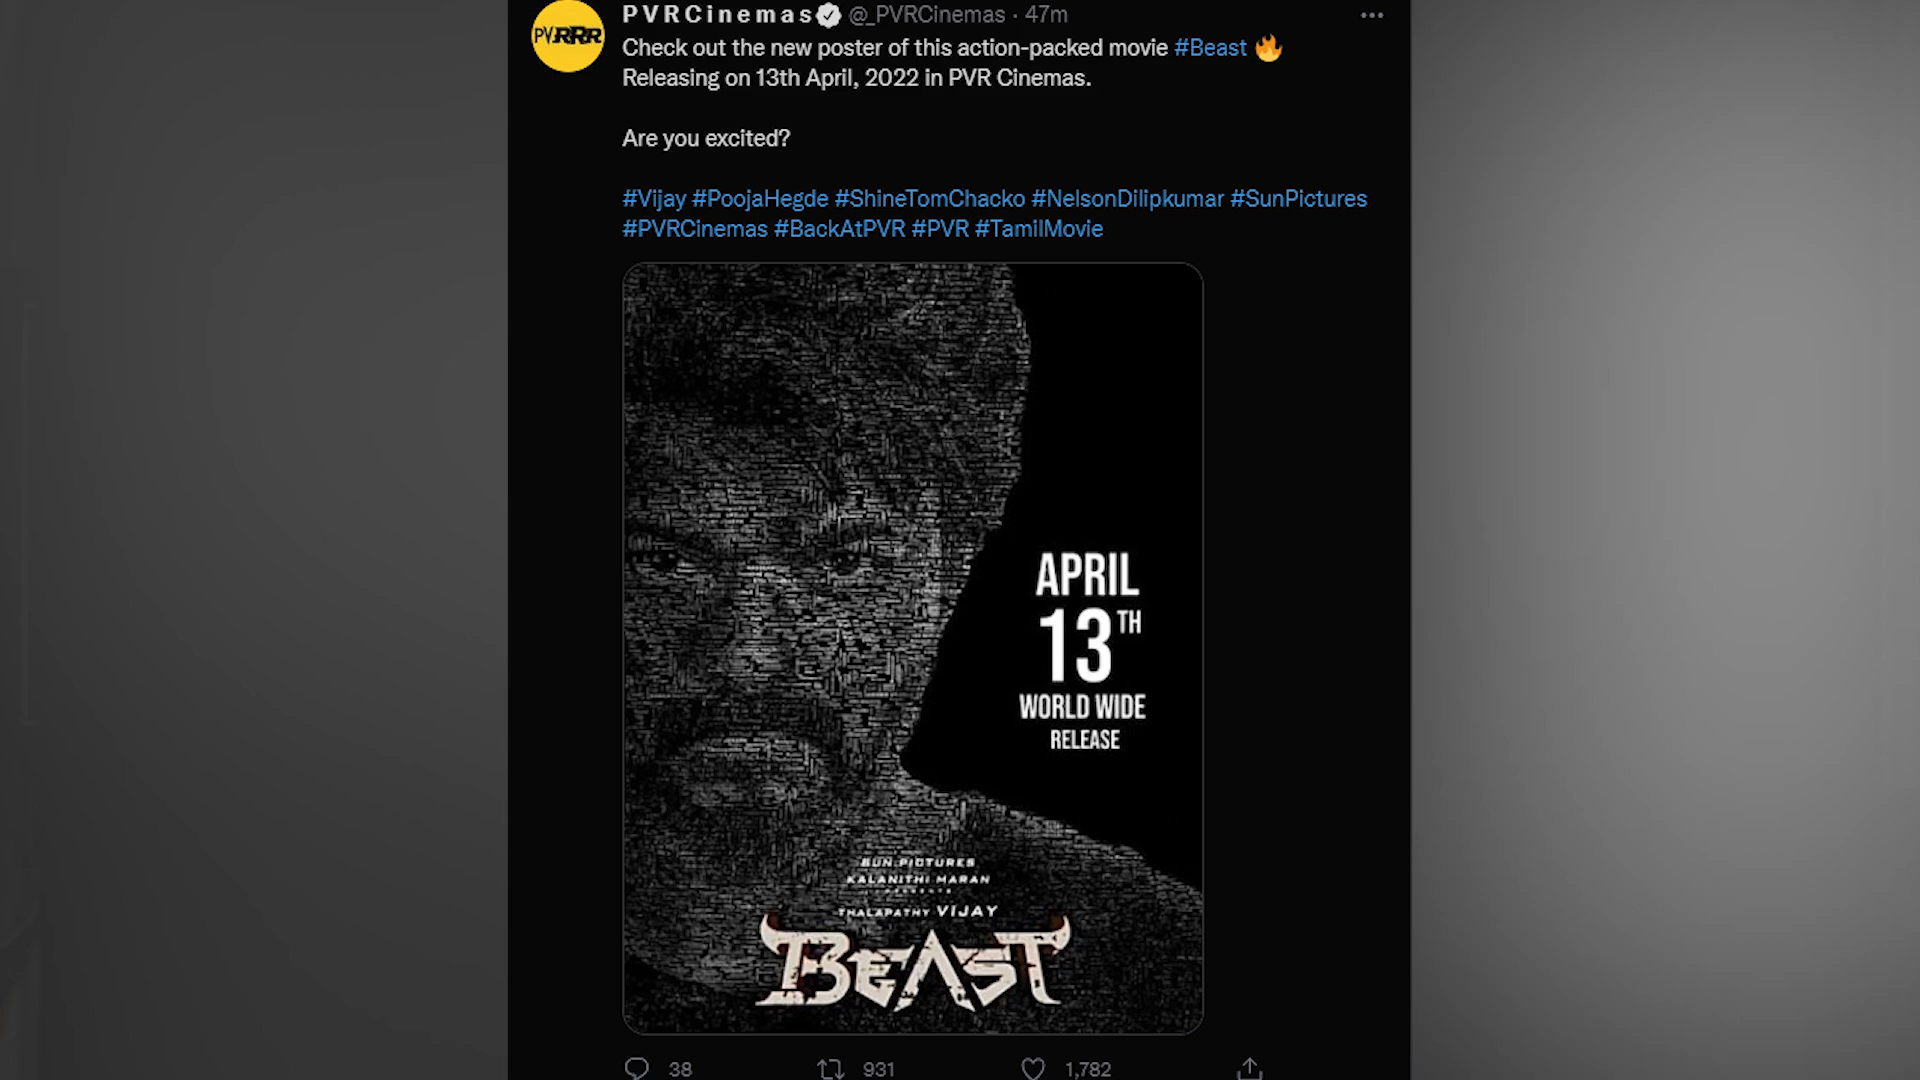 PVRCinemas @_PVRCinemas · 47m
PVRRR
Check out the new poster of this action-packed movie #Beast 🔥
Releasing on 13th April, 2022 in PVR Cinemas.
Are you excited?
#Vijay #PoojaHegde #ShineTomChacko #NelsonDilipkumar #SunPictures
#PVRCinemas #BackAtPVR #PVR #TamilMovie
APRIL
13TH
WORLD WIDE
RELEASE
SUN PICTURES
KALANITHI MARAN
PRESENTS
THALAPATHY VIJAY
BEAST
38 931 1,782